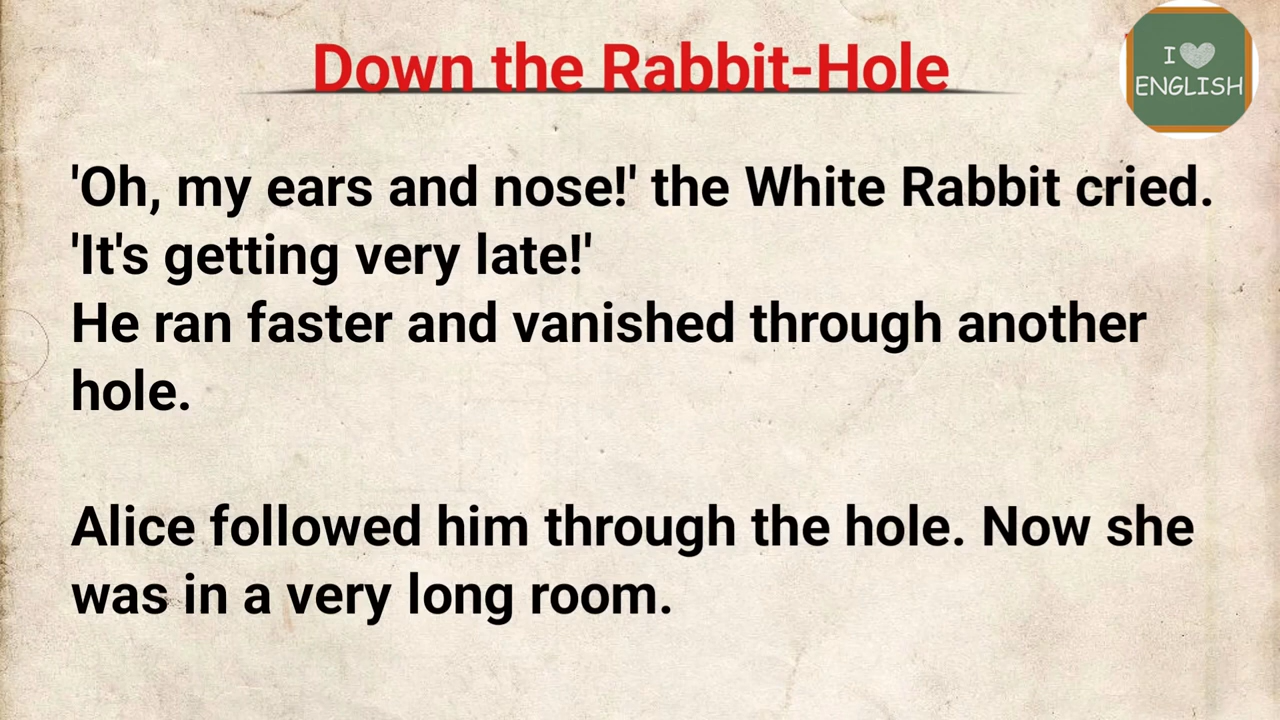 Down the Rabbit-Hole
I
ENGLISH
'Oh, my ears and nose!' the White Rabbit cried.
'It's getting very late!'
He ran faster and vanished through another
hole.
Alice followed him through the hole. Now she
was in a very long room.